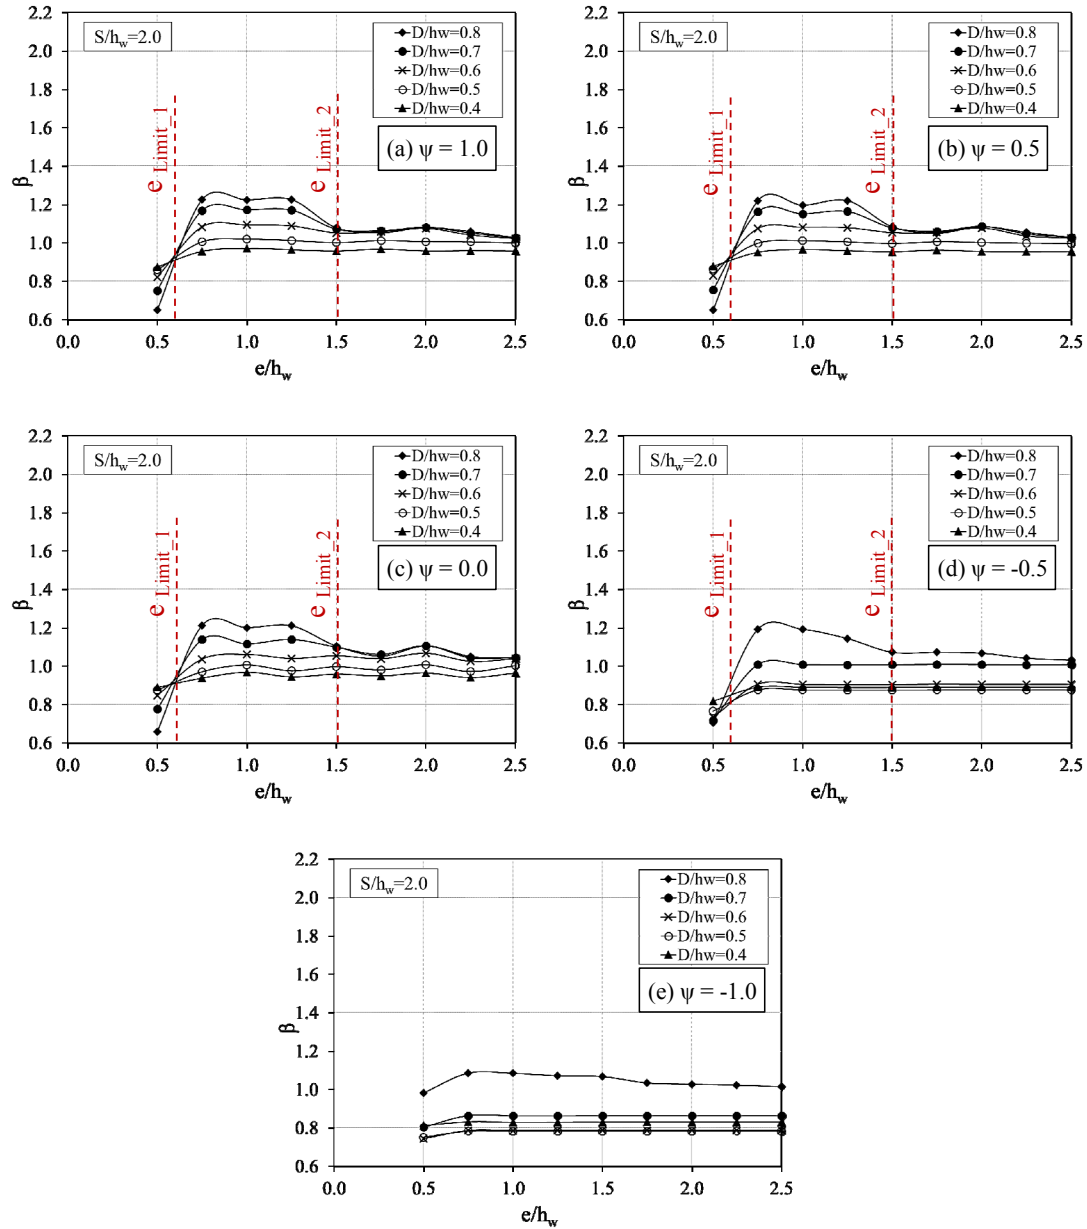 2.2
2.0
1.8
1.6
1.4
1.2
1.0
0.8
0.6
β
S/hw=2.0
D/hw=0.8
D/hw=0.7
D/hw=0.6
D/hw=0.5
D/hw=0.4
e Limit_1
e Limit_2
(a) ψ = 1.0
0.0 0.5 1.0 1.5 2.0 2.5
e/hw
2.2
2.0
1.8
1.6
1.4
1.2
1.0
0.8
0.6
β
S/hw=2.0
D/hw=0.8
D/hw=0.7
D/hw=0.6
D/hw=0.5
D/hw=0.4
e Limit_1
e Limit_2
(b) ψ = 0.5
0.0 0.5 1.0 1.5 2.0 2.5
e/hw
2.2
2.0
1.8
1.6
1.4
1.2
1.0
0.8
0.6
β
S/hw=2.0
D/hw=0.8
D/hw=0.7
D/hw=0.6
D/hw=0.5
D/hw=0.4
e Limit_1
e Limit_2
(c) ψ = 0.0
0.0 0.5 1.0 1.5 2.0 2.5
e/hw
2.2
2.0
1.8
1.6
1.4
1.2
1.0
0.8
0.6
β
S/hw=2.0
D/hw=0.8
D/hw=0.7
D/hw=0.6
D/hw=0.5
D/hw=0.4
e Limit_1
e Limit_2
(d) ψ = -0.5
0.0 0.5 1.0 1.5 2.0 2.5
e/hw
2.2
2.0
1.8
1.6
1.4
1.2
1.0
0.8
0.6
β
S/hw=2.0
D/hw=0.8
D/hw=0.7
D/hw=0.6
D/hw=0.5
D/hw=0.4
(e) ψ = -1.0
0.0 0.5 1.0 1.5 2.0 2.5
e/hw